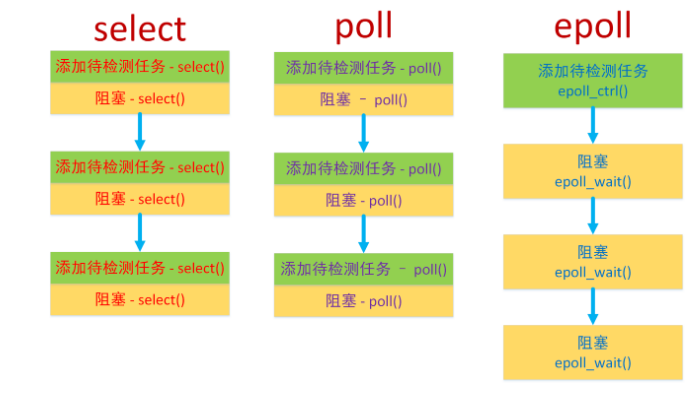 select
添加待检测任务 - select()
阻塞 - select()
添加待检测任务 - select()
阻塞 - select()
添加待检测任务 - select()
阻塞 - select()
poll
添加待检测任务 - poll()
阻塞 － poll()
添加待检测任务 - poll()
阻塞 - poll()
添加待检测任务 － poll()
阻塞 - poll()
epoll
添加待检测任务
epoll_ctrl()
阻塞
epoll_wait()
阻塞
epoll_wait()
阻塞
epoll_wait()